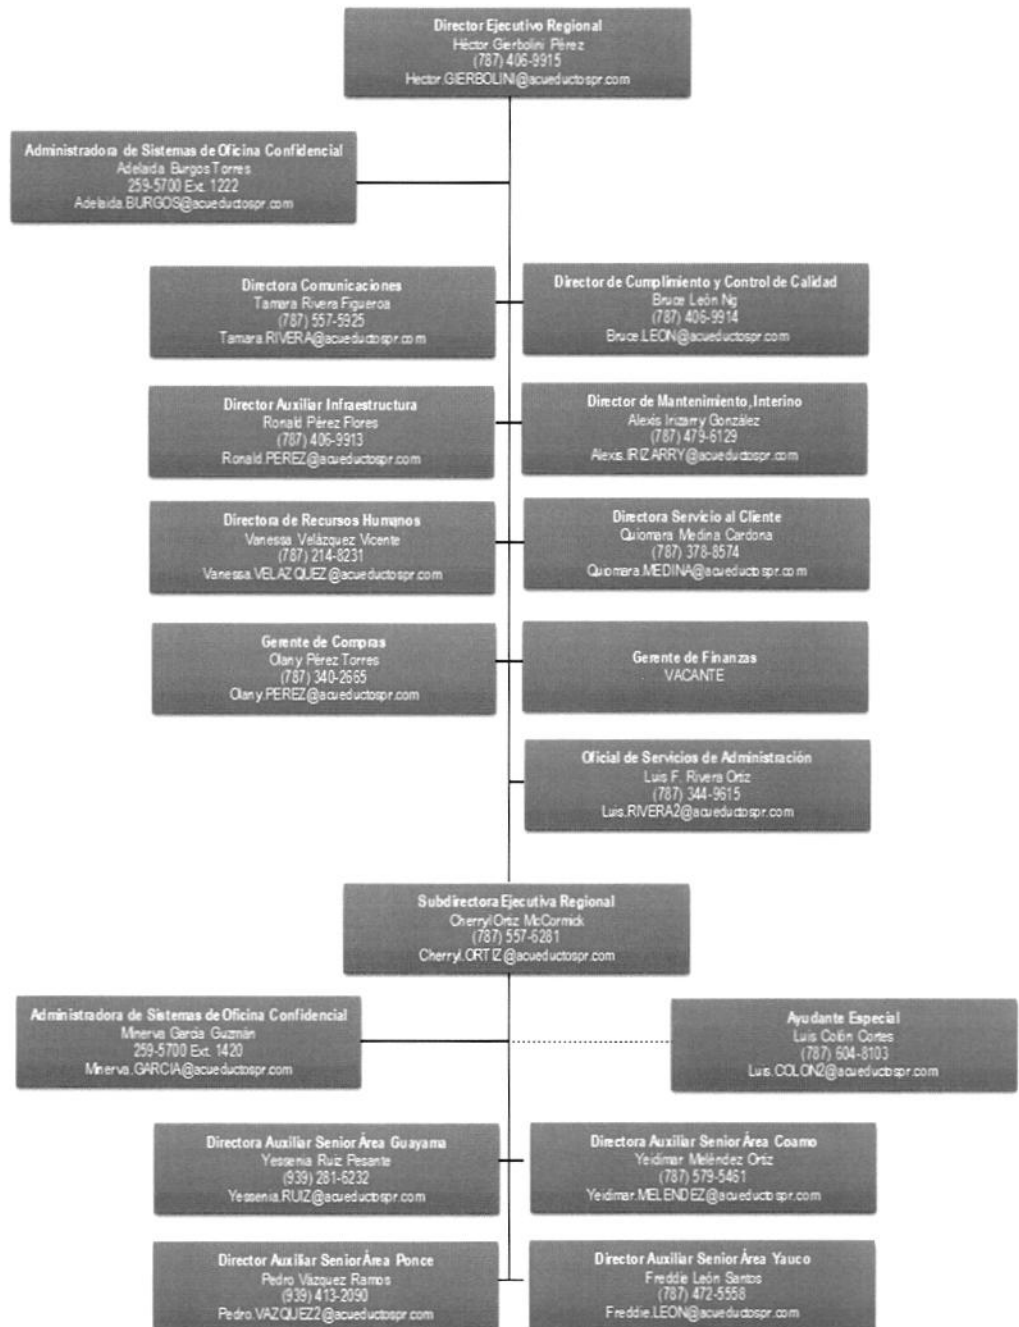 Director Ejecutivo Regional
Héctor Gierbolini Pérez
(787) 406-9915
Hector.GIERBOLINI@acueductospr.com
Administradora de Sistemas de Oficina Confidencial
Adelaida Burgos Torres
259-5700 Ext. 1222
Adelaida.BURGOS@acueductospr.com
Directora Comunicaciones
Tamara Rivera Figueroa
(787) 557-5925
Tamara.RIVERA@acueductospr.com
Director de Cumplimiento y Control de Calidad
Bruce León Ng
(787) 406-9914
Bruce.LEON@acueductospr.com
Director Auxiliar Infraestructura
Ronald Pérez Flores
(787) 406-9913
Ronald.PEREZ@acueductospr.com
Director de Mantenimiento, Interino
Alexis Irizarry González
(787) 479-6129
Alexis.IRIZARRY@acueductospr.com
Directora de Recursos Humanos
Vanessa Velázquez Vicente
(787) 214-8231
Vanessa.VELAZQUEZ@acueductospr.com
Directora Servicio al Cliente
Quiomara Medina Cardona
(787) 378-8574
Quiomara.MEDINA@acueductospr.com
Gerente de Compras
Olany Pérez Torres
(787) 340-2665
Olany.PEREZ@acueductospr.com
Gerente de Finanzas
VACANTE
Oficial de Servicios de Administración
Luis F. Rivera Ortiz
(787) 344-9615
Luis.RIVERA2@acueductospr.com
Subdirectora Ejecutiva Regional
Cherryl Ortiz McCormick
(787) 557-6281
Cherryl.ORTIZ@acueductospr.com
Administradora de Sistemas de Oficina Confidencial
Minerva García Guzmán
259-5700 Ext. 1420
Minerva.GARCIA@acueductospr.com
Ayudante Especial
Luis Colón Cortes
(787) 604-8103
Luis.COLON2@acueductospr.com
Directora Auxiliar Senior Área Guayama
Yessenia Ruiz Pesante
(939) 281-6232
Yessenia.RUIZ@acueductospr.com
Directora Auxiliar Senior Área Coamo
Yeidimar Meléndez Ortiz
(787) 579-5461
Yeidimar.MELENDEZ@acueductospr.com
Director Auxiliar Senior Área Ponce
Pedro Vázquez Ramos
(939) 413-2090
Pedro.VAZQUEZ2@acueductospr.com
Director Auxiliar Senior Área Yauco
Freddie León Santos
(787) 472-5558
Freddie.LEON@acueductospr.com